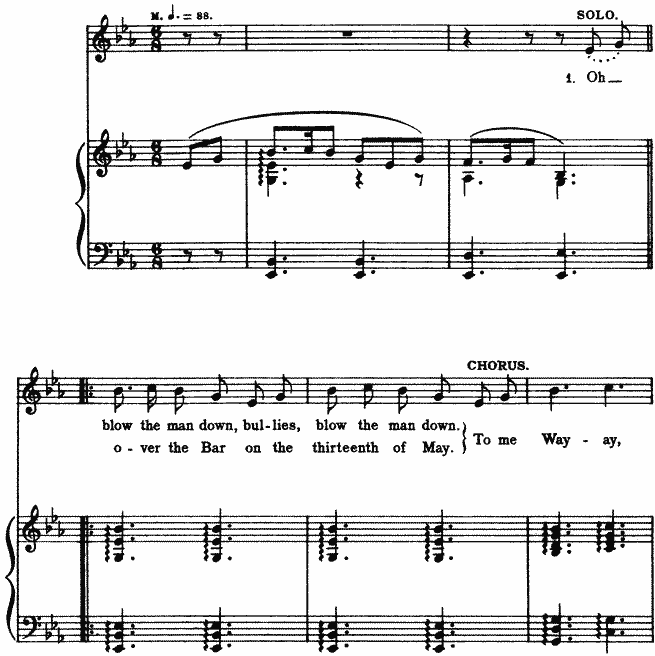 M. ♩. = 88.
SOLO.
1. Oh
CHORUS.
blow the man down, bul-lies, blow the man down.
o - ver the Bar on the thirteenth of May.
To me Way - ay,